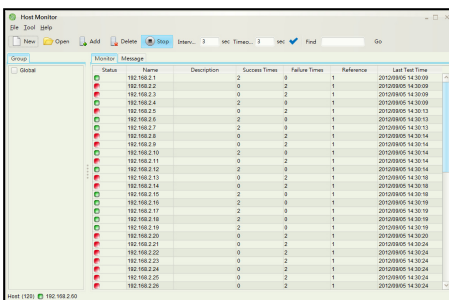 Host Monitor
File Tool Help
New Open Add Delete Stop Interv... 3 sec Timeo... 3 sec Find Go
Group Monitor Message
Global
Status Name Description Success Times Failure Times Reference Last Test Time
192.168.2.1 2 0 1 2012/09/05 14:30:09
192.168.2.2 0 2 1 2012/09/05 14:30:09
192.168.2.3 0 2 1 2012/09/05 14:30:09
192.168.2.4 2 0 1 2012/09/05 14:30:09
192.168.2.5 0 2 1 2012/09/05 14:30:13
192.168.2.6 2 0 1 2012/09/05 14:30:13
192.168.2.7 2 0 1 2012/09/05 14:30:13
192.168.2.8 0 2 1 2012/09/05 14:30:14
192.168.2.9 0 2 1 2012/09/05 14:30:14
192.168.2.10 2 0 1 2012/09/05 14:30:14
192.168.2.11 0 2 1 2012/09/05 14:30:14
192.168.2.12 2 0 1 2012/09/05 14:30:14
192.168.2.13 0 2 1 2012/09/05 14:30:18
192.168.2.14 0 2 1 2012/09/05 14:30:18
192.168.2.15 2 0 1 2012/09/05 14:30:18
192.168.2.16 2 0 1 2012/09/05 14:30:19
192.168.2.17 2 0 1 2012/09/05 14:30:19
192.168.2.18 2 0 1 2012/09/05 14:30:19
192.168.2.19 2 0 1 2012/09/05 14:30:19
192.168.2.20 0 2 1 2012/09/05 14:30:20
192.168.2.21 0 2 1 2012/09/05 14:30:24
192.168.2.22 0 2 1 2012/09/05 14:30:24
192.168.2.23 0 2 1 2012/09/05 14:30:24
192.168.2.24 0 2 1 2012/09/05 14:30:24
192.168.2.25 0 2 1 2012/09/05 14:30:24
192.168.2.26 0 2 1 2012/09/05 14:30:24
Host (120) 192.168.2.60